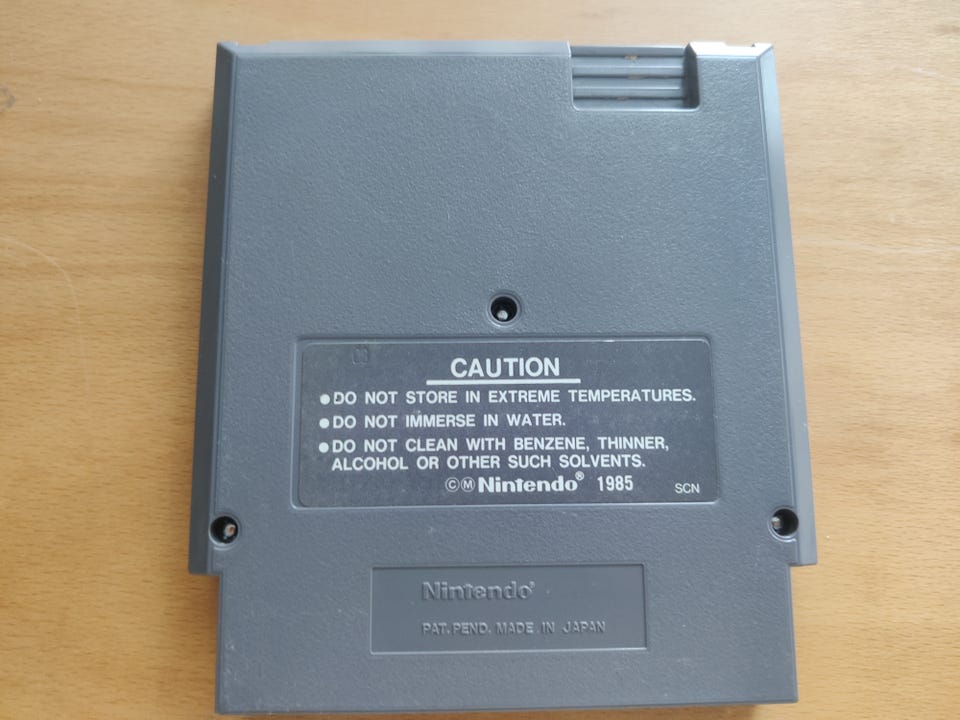 CAUTION
●DO NOT STORE IN EXTREME TEMPERATURES.
●DO NOT IMMERSE IN WATER.
●DO NOT CLEAN WITH BENZENE, THINNER,
ALCOHOL OR OTHER SUCH SOLVENTS.
ⒸⓂNintendo® 1985 SCN
Nintendo®
PAT. PEND. MADE IN JAPAN